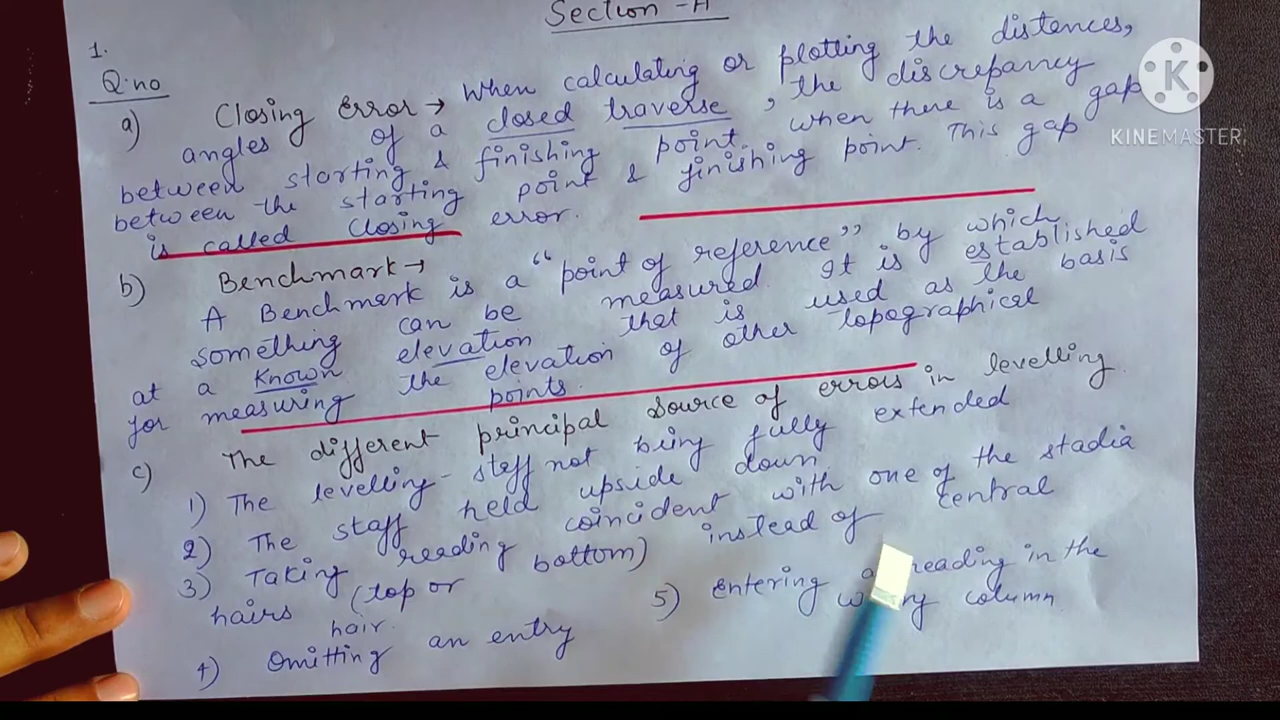 Section - A
1.
Q.no
a) Closing Error → When calculating or plotting the distences,
angles of a closed traverse, the discrepancy
between starting & finishing point. when there is a gap
between the starting point & finishing point. This gap
is called Closing error.
b) Benchmark →
A Benchmark is a "point of reference" by which
something can be measured. It is established
at a known elevation that is used as the basis
for measuring the elevation of other topographical
points.
c) The different principal source of errors in levelling
1) The levelling-staff not being fully extended
2) The staff held upside down
3) Taking reading coincident with one of the stadia
hairs (top or bottom) instead of central
hair.
4) Omitting an entry
5) Entering a reading in the
column
K
KINEMASTER